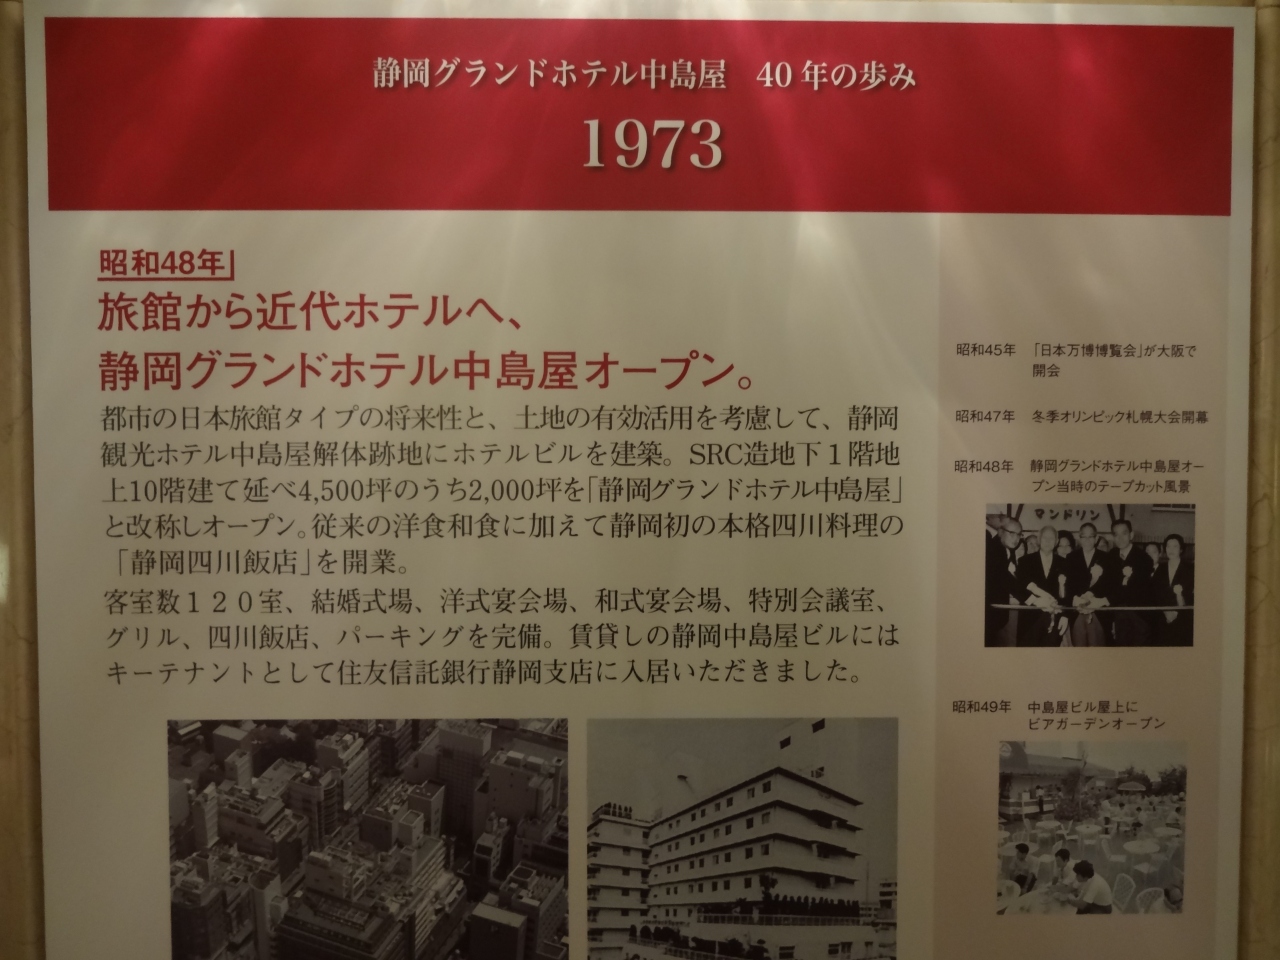 静岡グランドホテル中島屋　40年の歩み
1973
昭和48年
旅館から近代ホテルへ、
静岡グランドホテル中島屋オープン。
都市の日本旅館タイプの将来性と、土地の有効活用を考慮して、静岡
観光ホテル中島屋解体跡地にホテルビルを建築。SRC造地下１階地
上10階建て延べ4,500坪のうち2,000坪を「静岡グランドホテル中島屋」
と改称しオープン。従来の洋食和食に加えて静岡初の本格四川料理の
「静岡四川飯店」を開業。
客室数１２０室、結婚式場、洋式宴会場、和式宴会場、特別会議室、
グリル、四川飯店、パーキングを完備。賃貸しの静岡中島屋ビルには
キーテナントとして住友信託銀行静岡支店に入居いただきました。
昭和45年　「日本万博博覧会」が大阪で
開会
昭和47年　冬季オリンピック札幌大会開幕
昭和48年　静岡グランドホテル中島屋オー
プン当時のテープカット風景
マンドリン
昭和49年　中島屋ビル屋上に
ビアガーデンオープン